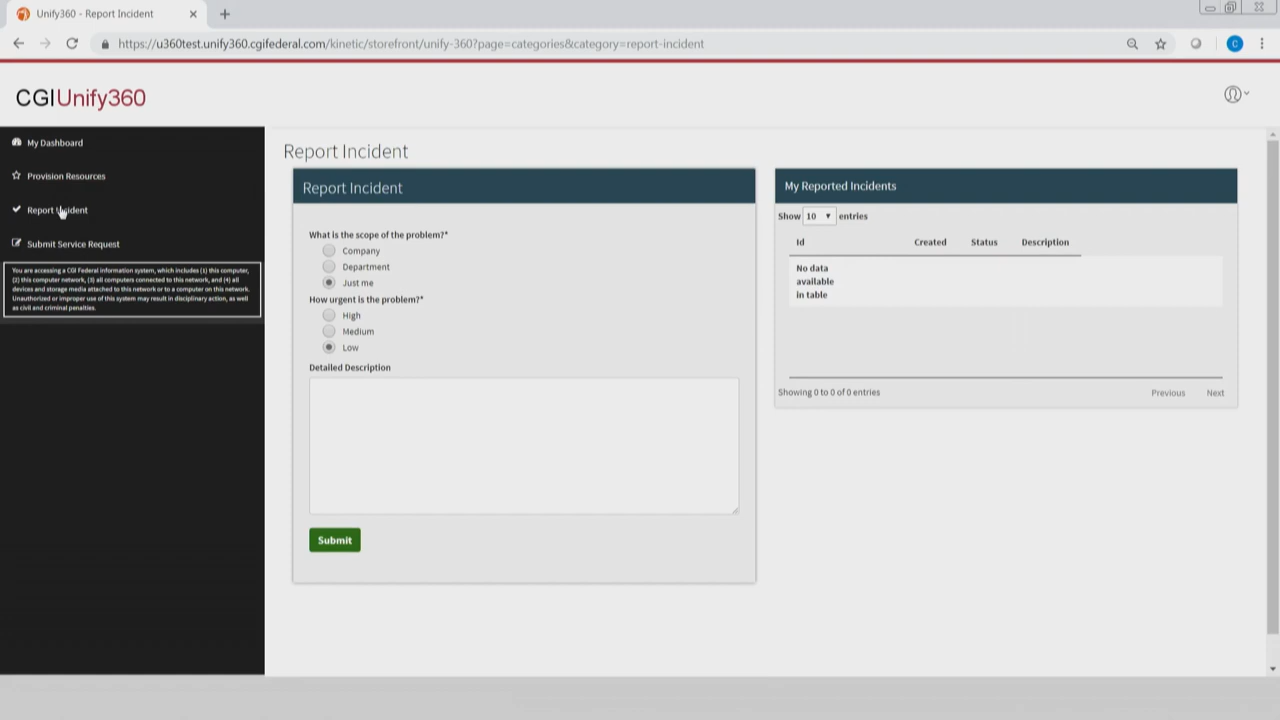 Unify360 - Report Incident
https://u360test.unify360.cgifederal.com/kinetic/storefront/unify-360?page=categories&category=report-incident
C
CGI Unify360
My Dashboard
Provision Resources
Report Incident
Submit Service Request
You are accessing a CGI Federal information system, which includes (1) this computer,
(2) this computer network, (3) all computers connected to this network, and (4) all
devices and storage media attached to this network or to a computer on this network.
Unauthorized or improper use of this system may result in disciplinary action, as well
as civil and criminal penalties.
Report Incident
Report Incident
What is the scope of the problem?*
Company
Department
Just me
How urgent is the problem?*
High
Medium
Low
Detailed Description
Submit
My Reported Incidents
Show 10 entries
Id Created Status Description
No data
available
in table
Showing 0 to 0 of 0 entries
Previous Next